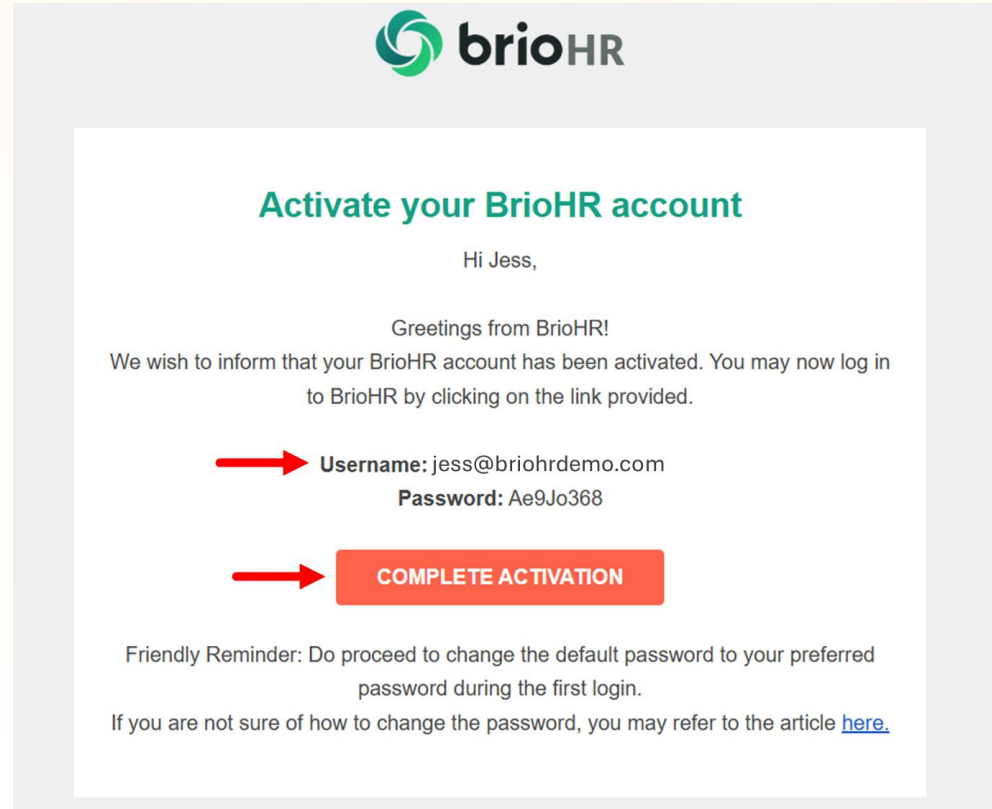 brioHR
Activate your BrioHR account
Hi Jess,
Greetings from BrioHR!
We wish to inform that your BrioHR account has been activated. You may now log in
to BrioHR by clicking on the link provided.
Username: jess@briohrdemo.com
Password: Ae9Jo368
COMPLETE ACTIVATION
Friendly Reminder: Do proceed to change the default password to your preferred
password during the first login.
If you are not sure of how to change the password, you may refer to the article here.